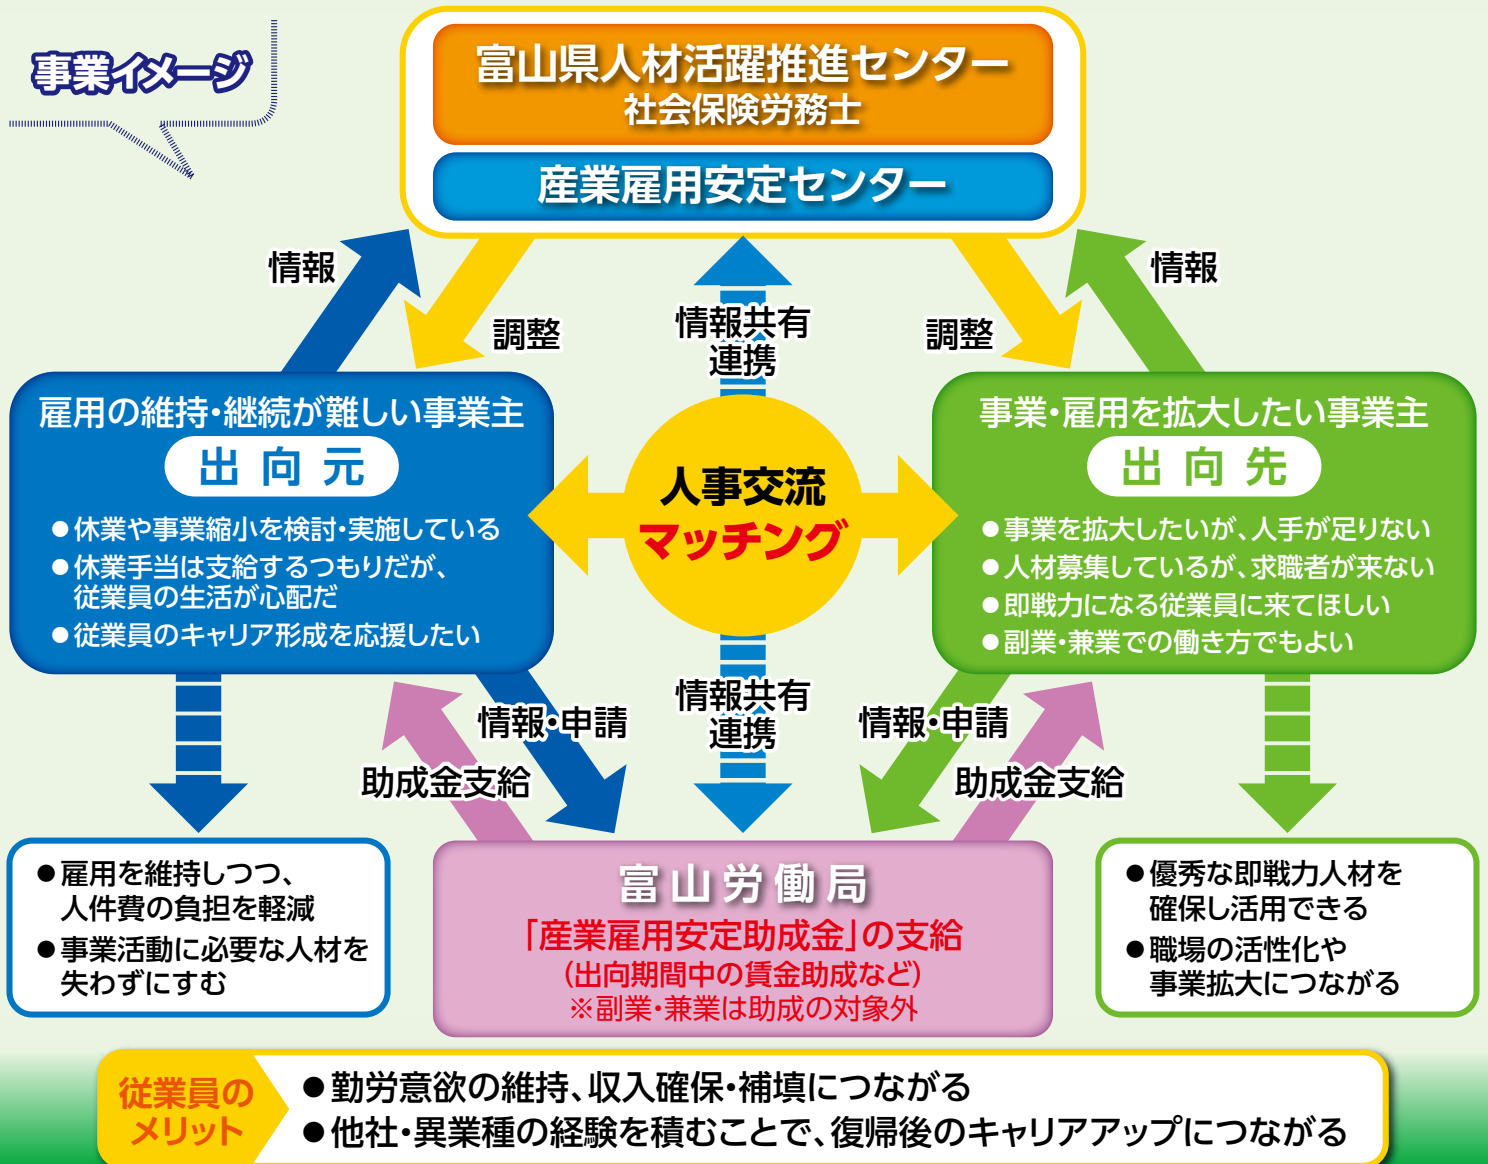 事業イメージ
富山県人材活躍推進センター
社会保険労務士
産業雇用安定センター
情報
調整
情報共有
連携
調整
情報
雇用の維持・継続が難しい事業主
出向元
●休業や事業縮小を検討・実施している
●休業手当は支給するつもりだが、
従業員の生活が心配だ
●従業員のキャリア形成を応援したい
人事交流
マッチング
事業・雇用を拡大したい事業主
出向先
●事業を拡大したいが、人手が足りない
●人材募集しているが、求職者が来ない
●即戦力になる従業員に来てほしい
●副業・兼業での働き方でもよい
情報・申請
助成金支給
情報共有
連携
情報・申請
助成金支給
●雇用を維持しつつ、
人件費の負担を軽減
●事業活動に必要な人材を
失わずにすむ
富山労働局
「産業雇用安定助成金」の支給
(出向期間中の賃金助成など)
※副業・兼業は助成の対象外
●優秀な即戦力人材を
確保し活用できる
●職場の活性化や
事業拡大につながる
従業員の
メリット
●勤労意欲の維持、収入確保・補填につながる
●他社・異業種の経験を積むことで、復帰後のキャリアアップにつながる